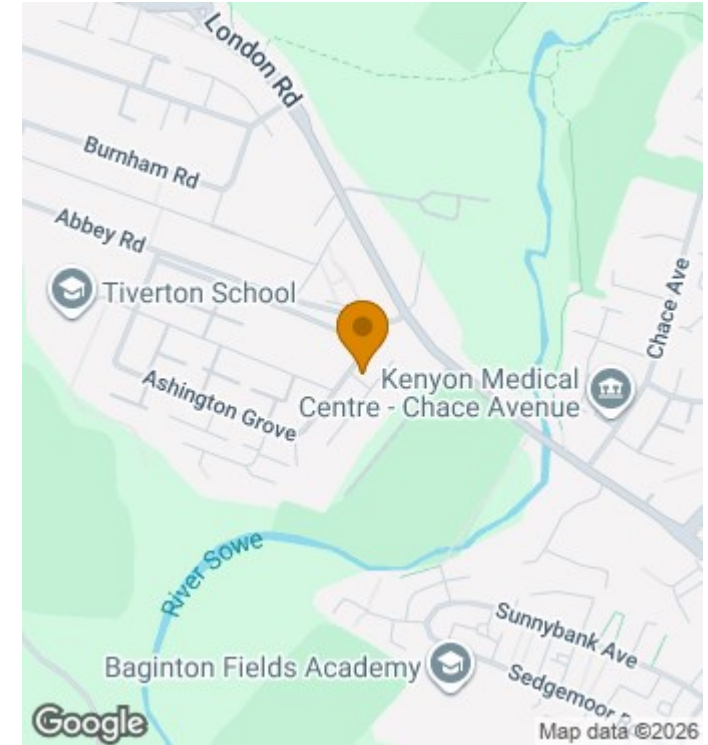 London Rd
Burnham Rd
Abbey Rd
Chace Ave
Tiverton School
Kenyon Medical
Centre - Chace Avenue
Ashington Grove
River Sowe
Sunnybank Ave
Baginton Fields Academy
Sedgemoor
Google
Map data ©2026